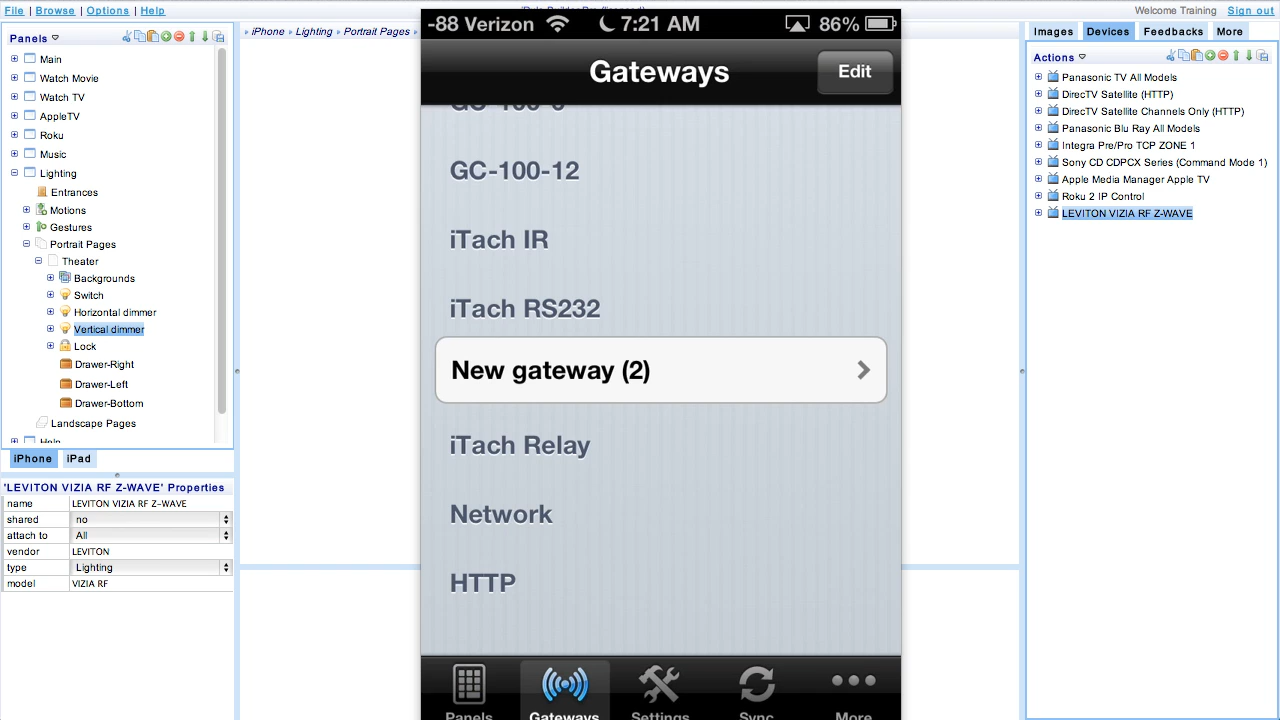 File | Browse | Options | Help
Welcome Training Sign out
Panels
Main
Watch Movie
Watch TV
AppleTV
Roku
Music
Lighting
Entrances
Motions
Gestures
Portrait Pages
Theater
Backgrounds
Switch
Horizontal dimmer
Vertical dimmer
Lock
Drawer-Right
Drawer-Left
Drawer-Bottom
Landscape Pages
Help
iPhone iPad
'LEVITON VIZIA RF Z-WAVE' Properties
name LEVITON VIZIA RF Z-WAVE
shared no
attach to All
vendor LEVITON
type Lighting
model VIZIA RF
» iPhone » Lighting » Portrait Pages »
-88 Verizon 7:21 AM 86%
Gateways Edit
GC-100-12
iTach IR
iTach RS232
New gateway (2)
iTach Relay
Network
HTTP
Panels Gateways Settings Sync More
Images Devices Feedbacks More
Actions
Panasonic TV All Models
DirecTV Satellite (HTTP)
DirecTV Satellite Channels Only (HTTP)
Panasonic Blu Ray All Models
Integra Pre/Pro TCP ZONE 1
Sony CD CDPCX Series (Command Mode 1)
Apple Media Manager Apple TV
Roku 2 IP Control
LEVITON VIZIA RF Z-WAVE